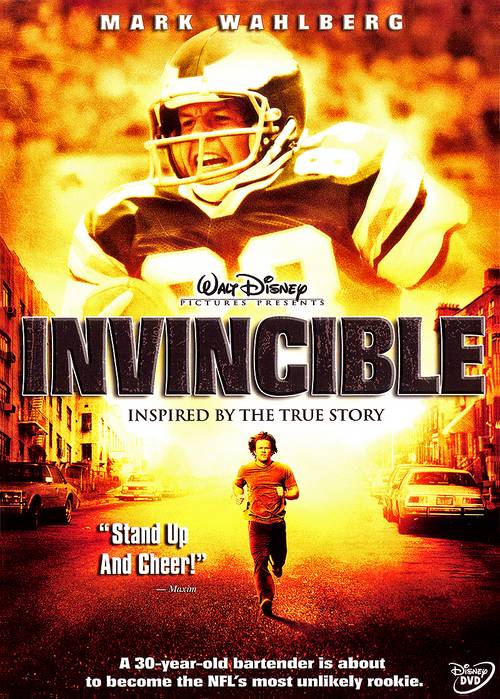 MARK WAHLBERG
WALT DISNEY
PICTURES PRESENTS
INVINCIBLE
INSPIRED BY THE TRUE STORY
"Stand Up
And Cheer!"
— Maxim
A 30-year-old bartender is about
to become the NFL's most unlikely rookie.
DISNEY
DVD